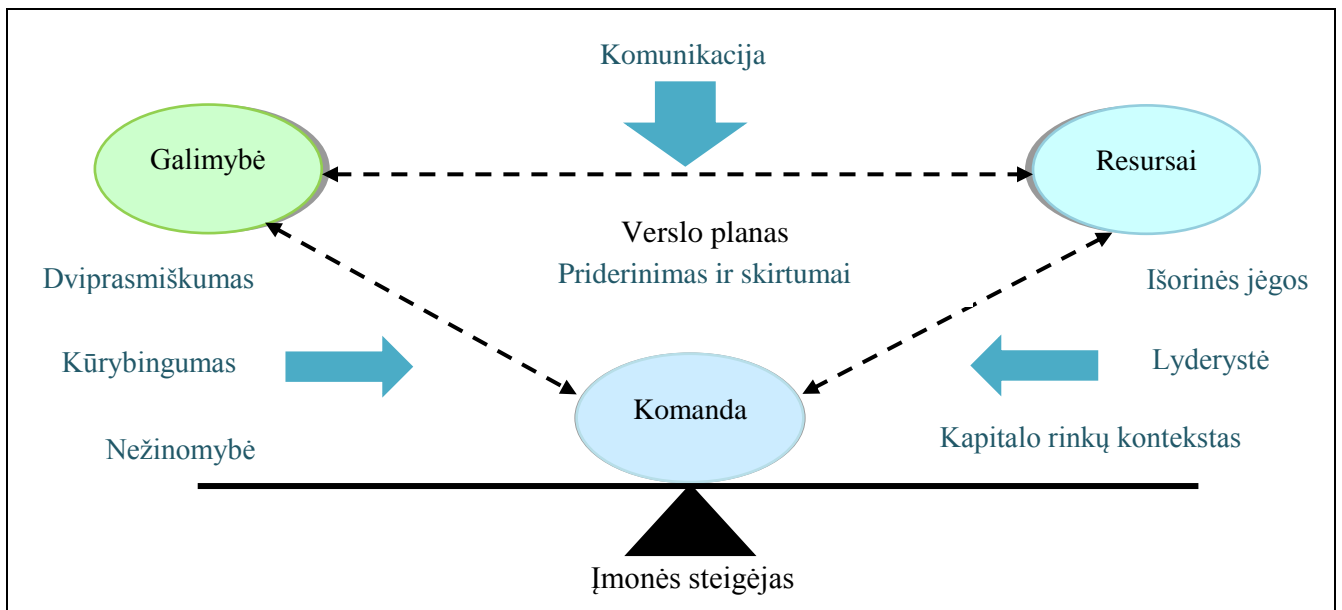 Komunikacija
Galimybė
Resursai
Verslo planas
Priderinimas ir skirtumai
Dviprasmiškumas
Išorinės jėgos
Kūrybingumas
Lyderystė
Komanda
Nežinomybė
Kapitalo rinkų kontekstas
Įmonės steigėjas